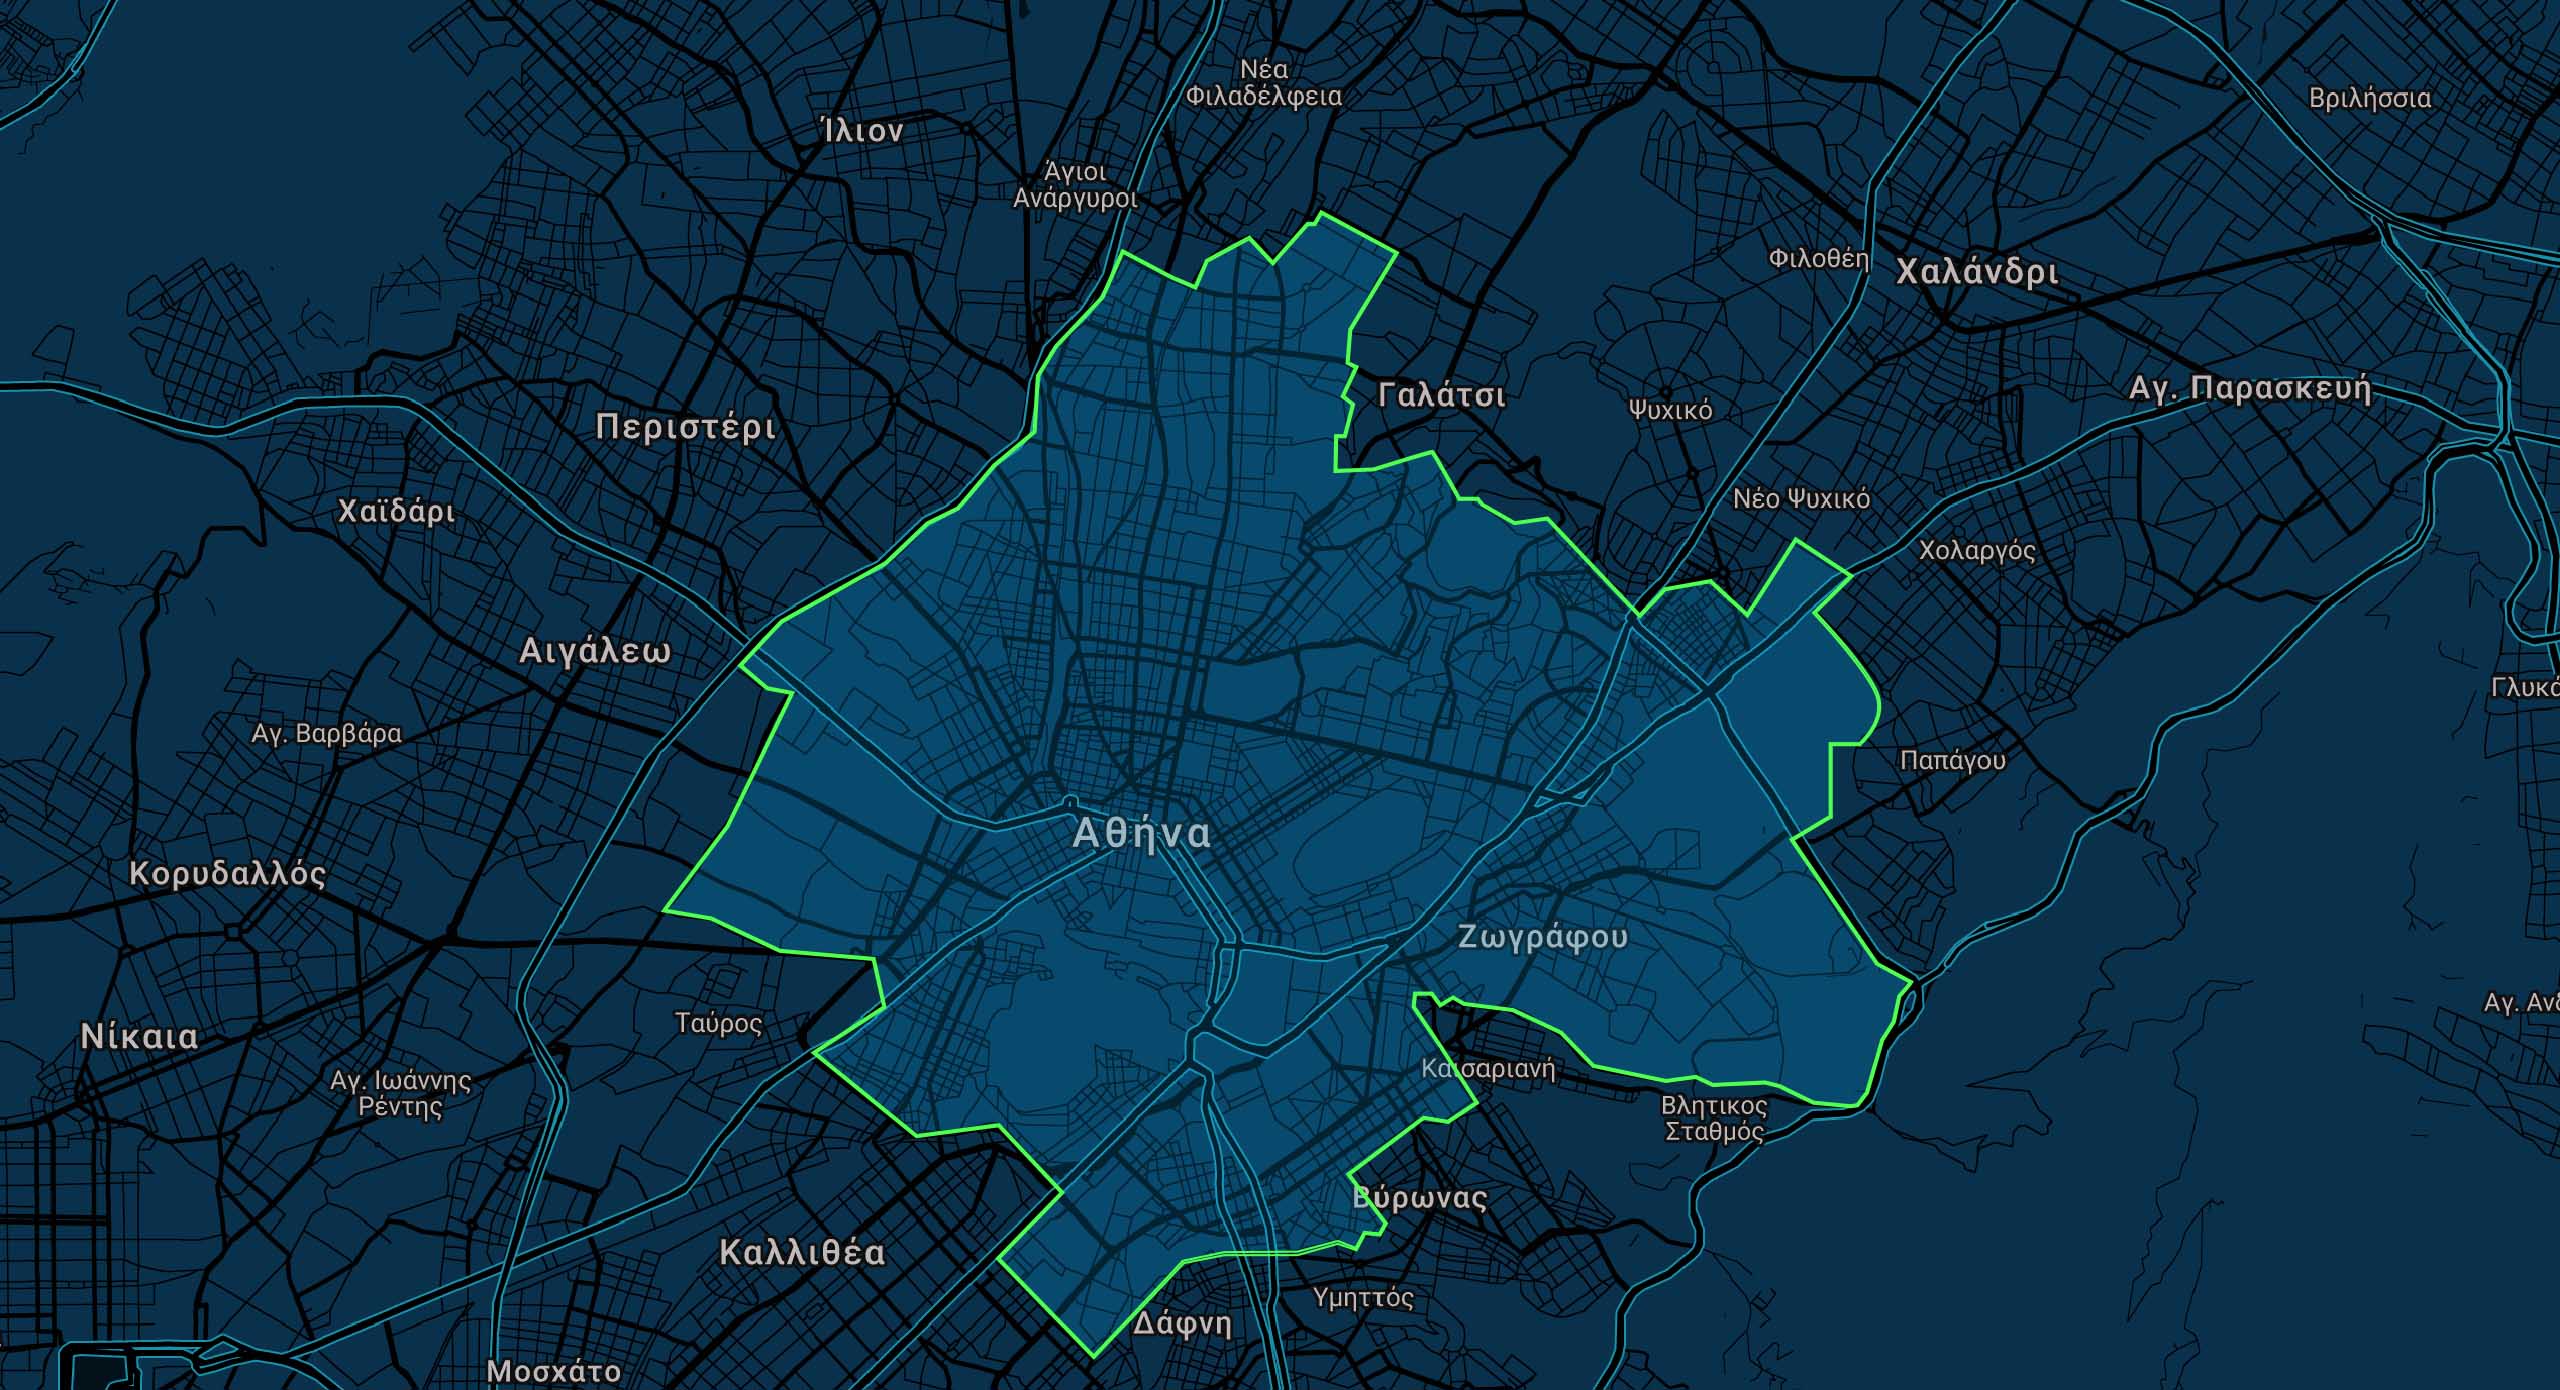 Νέα
Φιλαδέλφεια
Βριλήσσια
Ίλιον
Άγιοι
Ανάργυροι
Φιλοθέη
Χαλάνδρι
Αγ. Παρασκευή
Γαλάτσι
Ψυχικό
Περιστέρι
Νέο Ψυχικό
Χαϊδάρι
Χολαργός
Αιγάλεω
Γλυκά
Αγ. Βαρβάρα
Παπάγου
Αθήνα
Κορυδαλλός
Ζωγράφου
Αγ. Ανδ
Ταύρος
Νίκαια
Καισαριανή
Αγ. Ιωάννης
Ρέντης
Βλητικος
Σταθμός
Βύρωνας
Καλλιθέα
Υμηττός
Δάφνη
Μοσχάτο